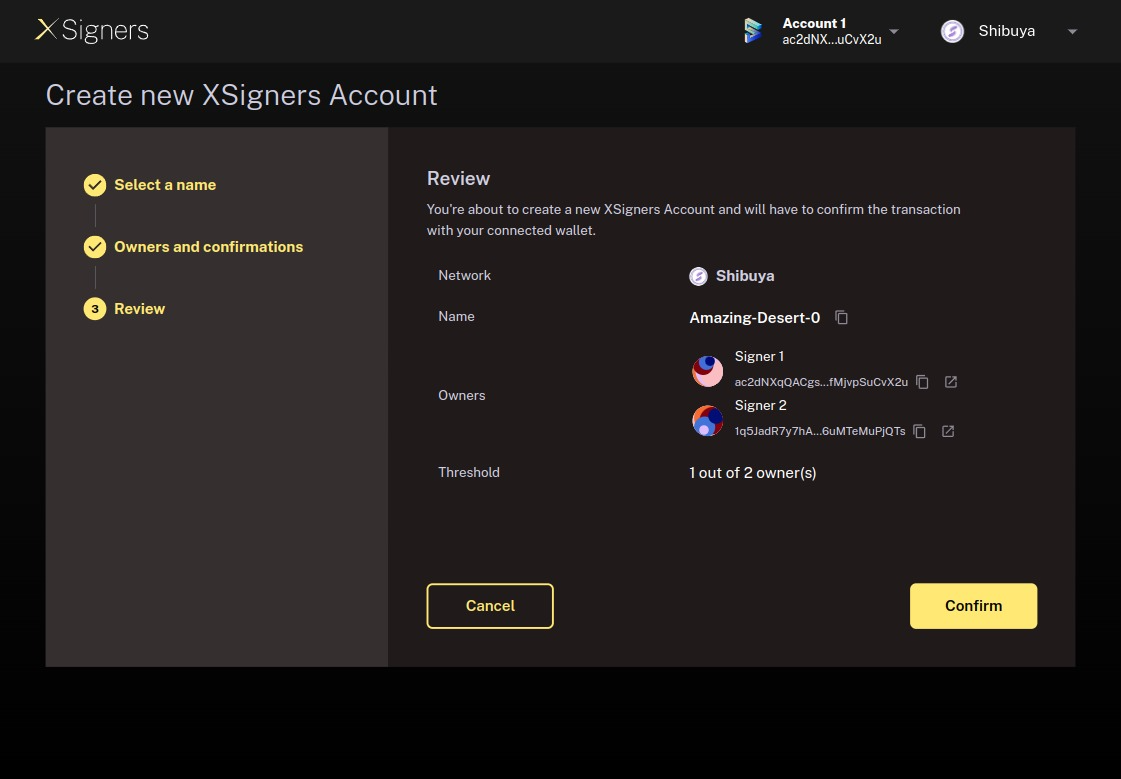 XSigners
Account 1
ac2dNX...uCvX2u
Shibuya
Create new XSigners Account
Select a name
Owners and confirmations
3 Review
Review
You're about to create a new XSigners Account and will have to confirm the transaction
with your connected wallet.
Network
Shibuya
Name
Amazing-Desert-0
Owners
Signer 1
ac2dNXqQACgs...fMjvpSuCvX2u
Signer 2
1q5JadR7y7hA...6uMTeMuPjQTs
Threshold
1 out of 2 owner(s)
Cancel
Confirm